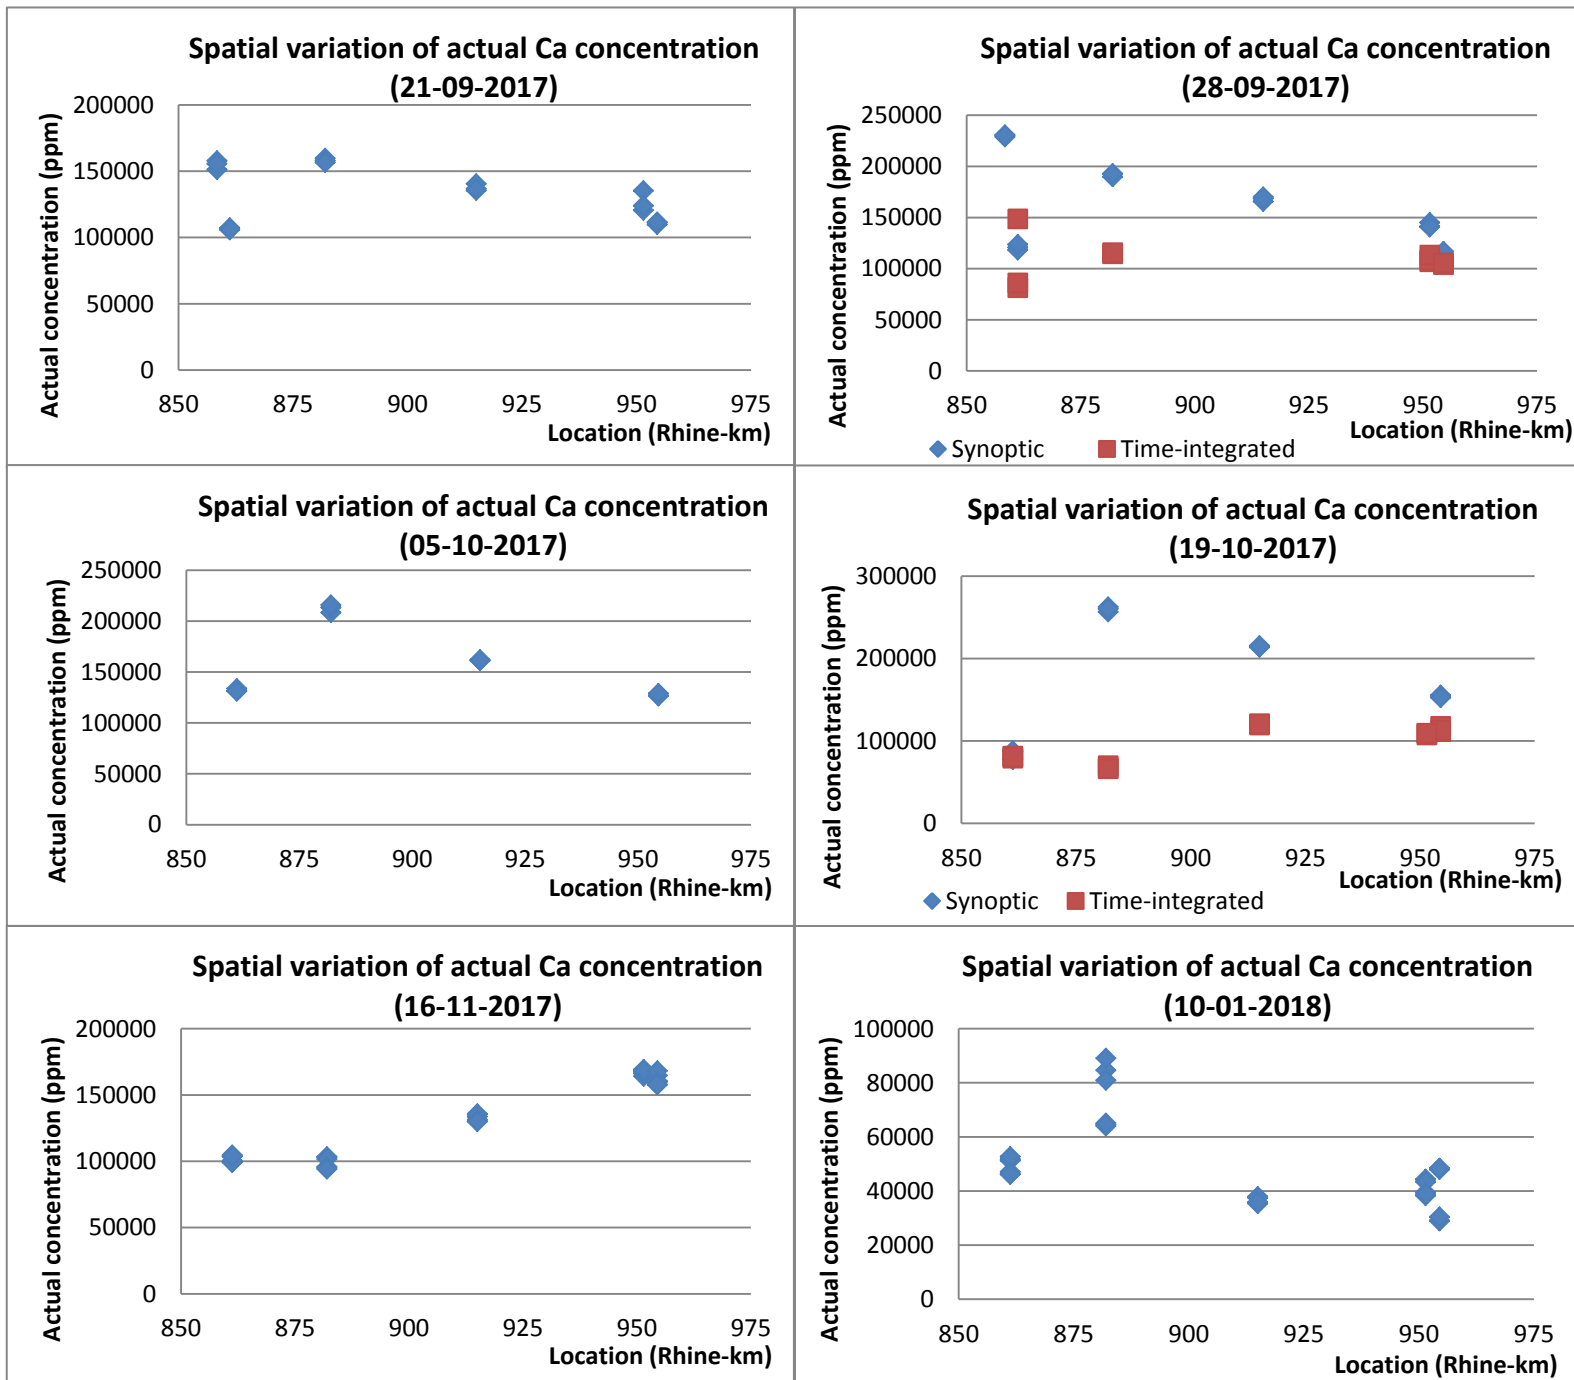 Spatial variation of actual Ca concentration
(21-09-2017)
Actual concentration (ppm)
200000
150000
100000
50000
0
850 875 900 925 950 975
Location (Rhine-km)
Spatial variation of actual Ca concentration
(28-09-2017)
Actual concentration (ppm)
250000
200000
150000
100000
50000
0
850 875 900 925 950 975
Location (Rhine-km)
Synoptic Time-integrated
Spatial variation of actual Ca concentration
(05-10-2017)
Actual concentration (ppm)
250000
200000
150000
100000
50000
0
850 875 900 925 950 975
Location (Rhine-km)
Spatial variation of actual Ca concentration
(19-10-2017)
Actual concentration (ppm)
300000
200000
100000
0
850 875 900 925 950 975
Location (Rhine-km)
Synoptic Time-integrated
Spatial variation of actual Ca concentration
(16-11-2017)
Actual concentration (ppm)
200000
150000
100000
50000
0
850 875 900 925 950 975
Location (Rhine-km)
Spatial variation of actual Ca concentration
(10-01-2018)
Actual concentration (ppm)
100000
80000
60000
40000
20000
0
850 875 900 925 950 975
Location (Rhine-km)